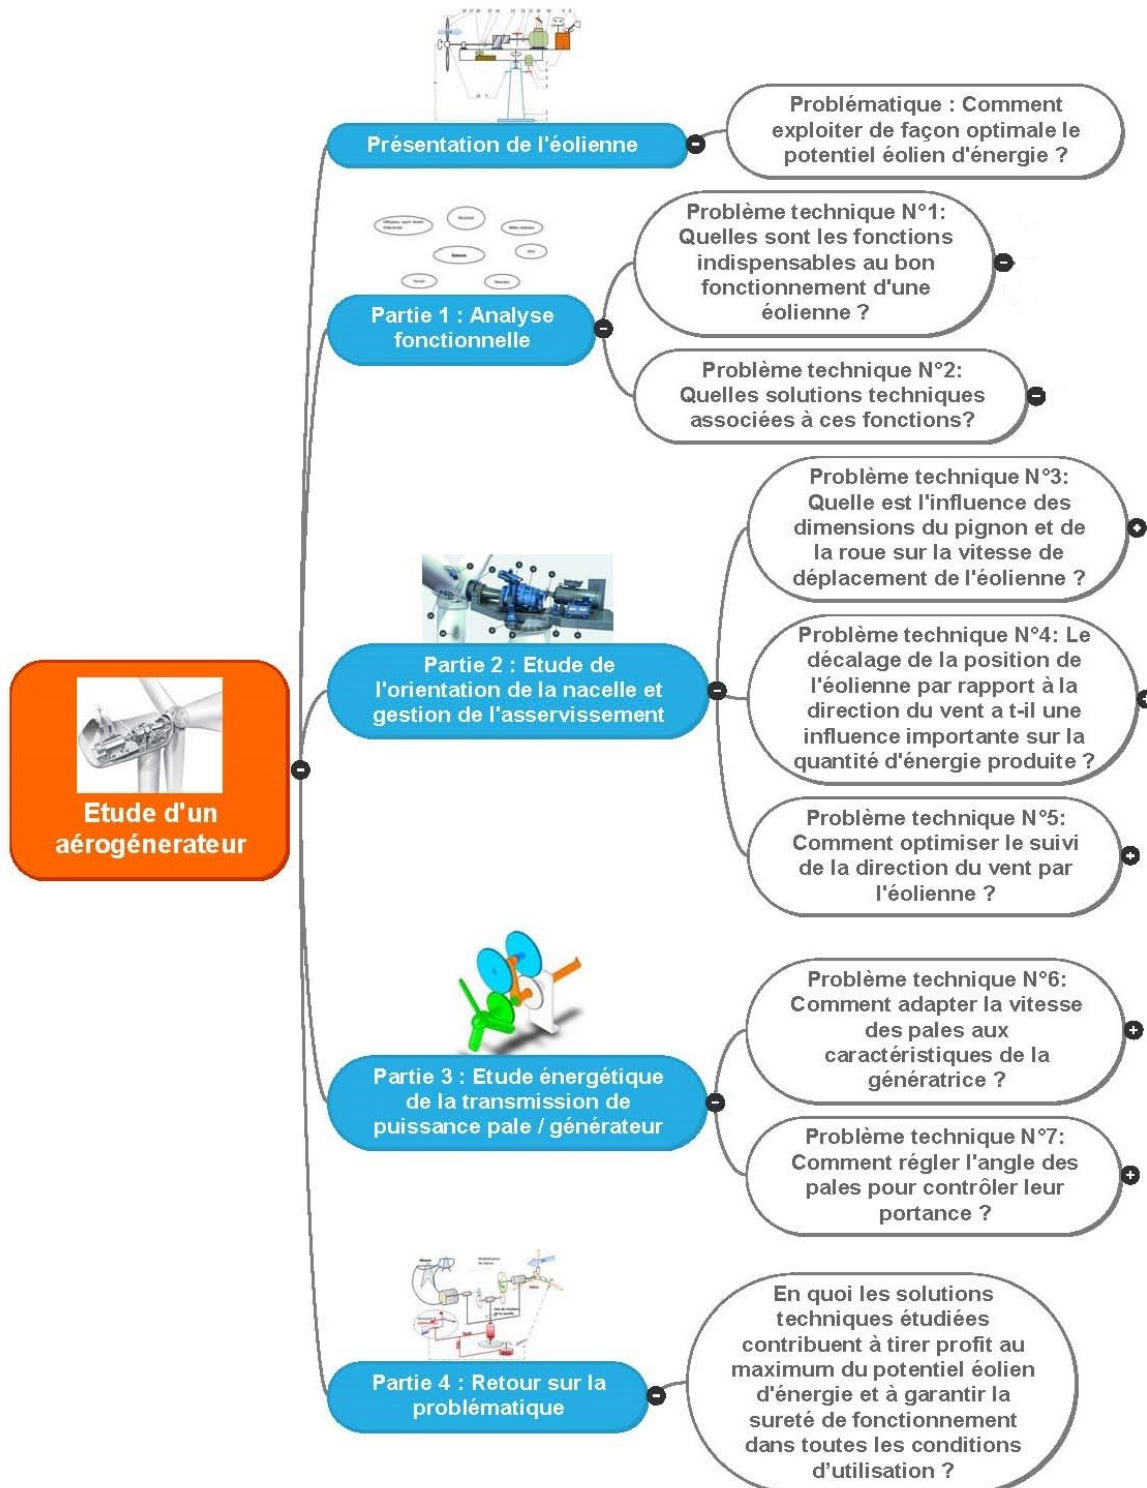 Présentation de l'éolienne
Problématique : Comment
exploiter de façon optimale le
potentiel éolien d'énergie ?
Partie 1 : Analyse
fonctionnelle
Problème technique N°1:
Quelles sont les fonctions
indispensables au bon
fonctionnement d'une
éolienne ?
Problème technique N°2:
Quelles solutions techniques
associées à ces fonctions?
Etude d'un
aérogénerateur
Partie 2 : Etude de
l'orientation de la nacelle et
gestion de l'asservissement
Problème technique N°3:
Quelle est l'influence des
dimensions du pignon et de
la roue sur la vitesse de
déplacement de l'éolienne ?
Problème technique N°4: Le
décalage de la position de
l'éolienne par rapport à la
direction du vent a t-il une
influence importante sur la
quantité d'énergie produite ?
Problème technique N°5:
Comment optimiser le suivi
de la direction du vent par
l'éolienne ?
Partie 3 : Etude énergétique
de la transmission de
puissance pale / générateur
Problème technique N°6:
Comment adapter la vitesse
des pales aux
caractéristiques de la
génératrice ?
Problème technique N°7:
Comment régler l'angle des
pales pour contrôler leur
portance ?
Partie 4 : Retour sur la
problématique
En quoi les solutions
techniques étudiées
contribuent à tirer profit au
maximum du potentiel éolien
d'énergie et à garantir la
sureté de fonctionnement
dans toutes les conditions
d'utilisation ?